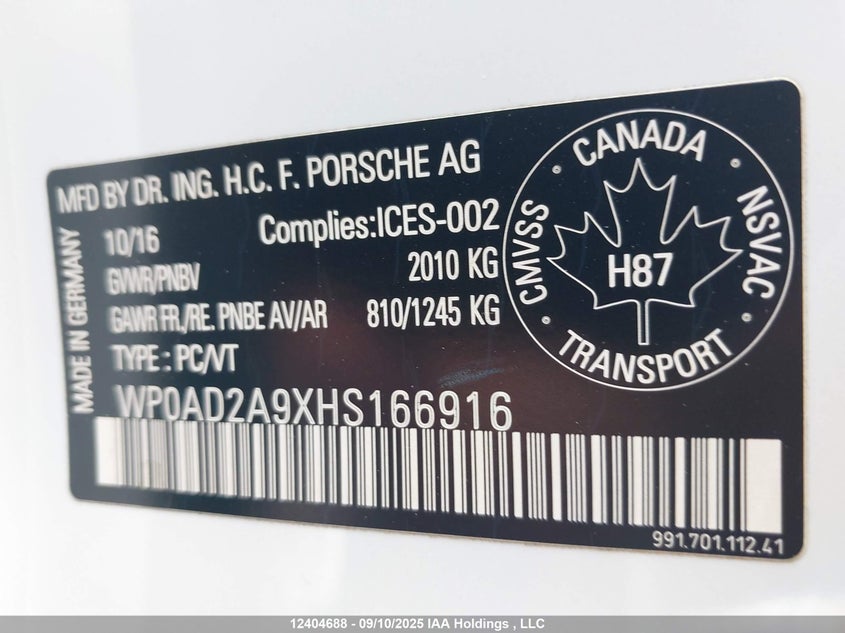 MFD BY DR. ING. H.C. F. PORSCHE AG
10/16
Complies:ICES-002
GVWR/PNBV 2010 KG
GAWR FR./RE. PNBE AV/AR 810/1245 KG
TYPE : PC/VT
WP0AD2A9XHS166916
991.701.112.41
MADE IN GERMANY
CANADA
CMVSS
H87
NSVAC
TRANSPORT
12404688 - 09/10/2025 IAA Holdings , LLC